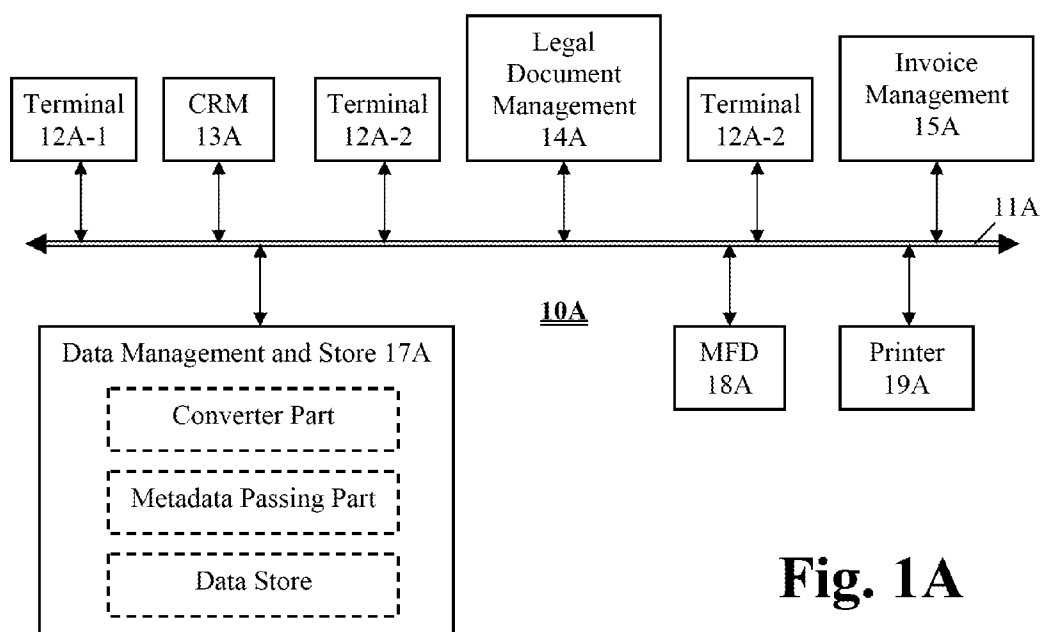 Terminal
12A-1
CRM
13A
Terminal
12A-2
Legal
Document
Management
14A
Terminal
12A-2
Invoice
Management
15A
11A
10A
Data Management and Store 17A
Converter Part
Metadata Passing Part
Data Store
MFD
18A
Printer
19A
Fig. 1A